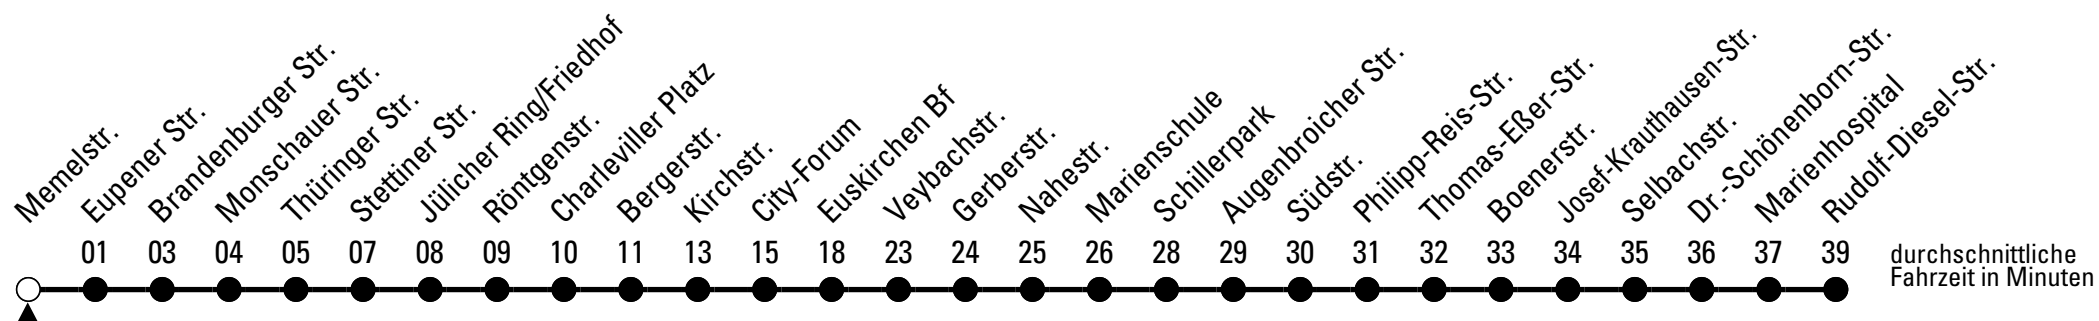 Memelstr.
Eupener Str.
Brandenburger Str.
Monschauer Str.
Thüringer Str.
Stettiner Str.
Jülicher Ring/Friedhof
Röntgenstr.
Charleviller Platz
Bergerstr.
Kirchstr.
City-Forum
Euskirchen Bf
Veybachstr.
Gerberstr.
Nahestr.
Marienschule
Schillerpark
Augenbroicher Str.
Südstr.
Philipp-Reis-Str.
Thomas-Eßer-Str.
Boenerstr.
Josef-Krauthausen-Str.
Selbachstr.
Dr.-Schönenborn-Str.
Marienhospital
Rudolf-Diesel-Str.
01 03 04 05 07 08 09 10 11 13 15 18 23 24 25 26 28 29 30 31 32 33 34 35 36 37 39
durchschnittliche
Fahrzeit in Minuten